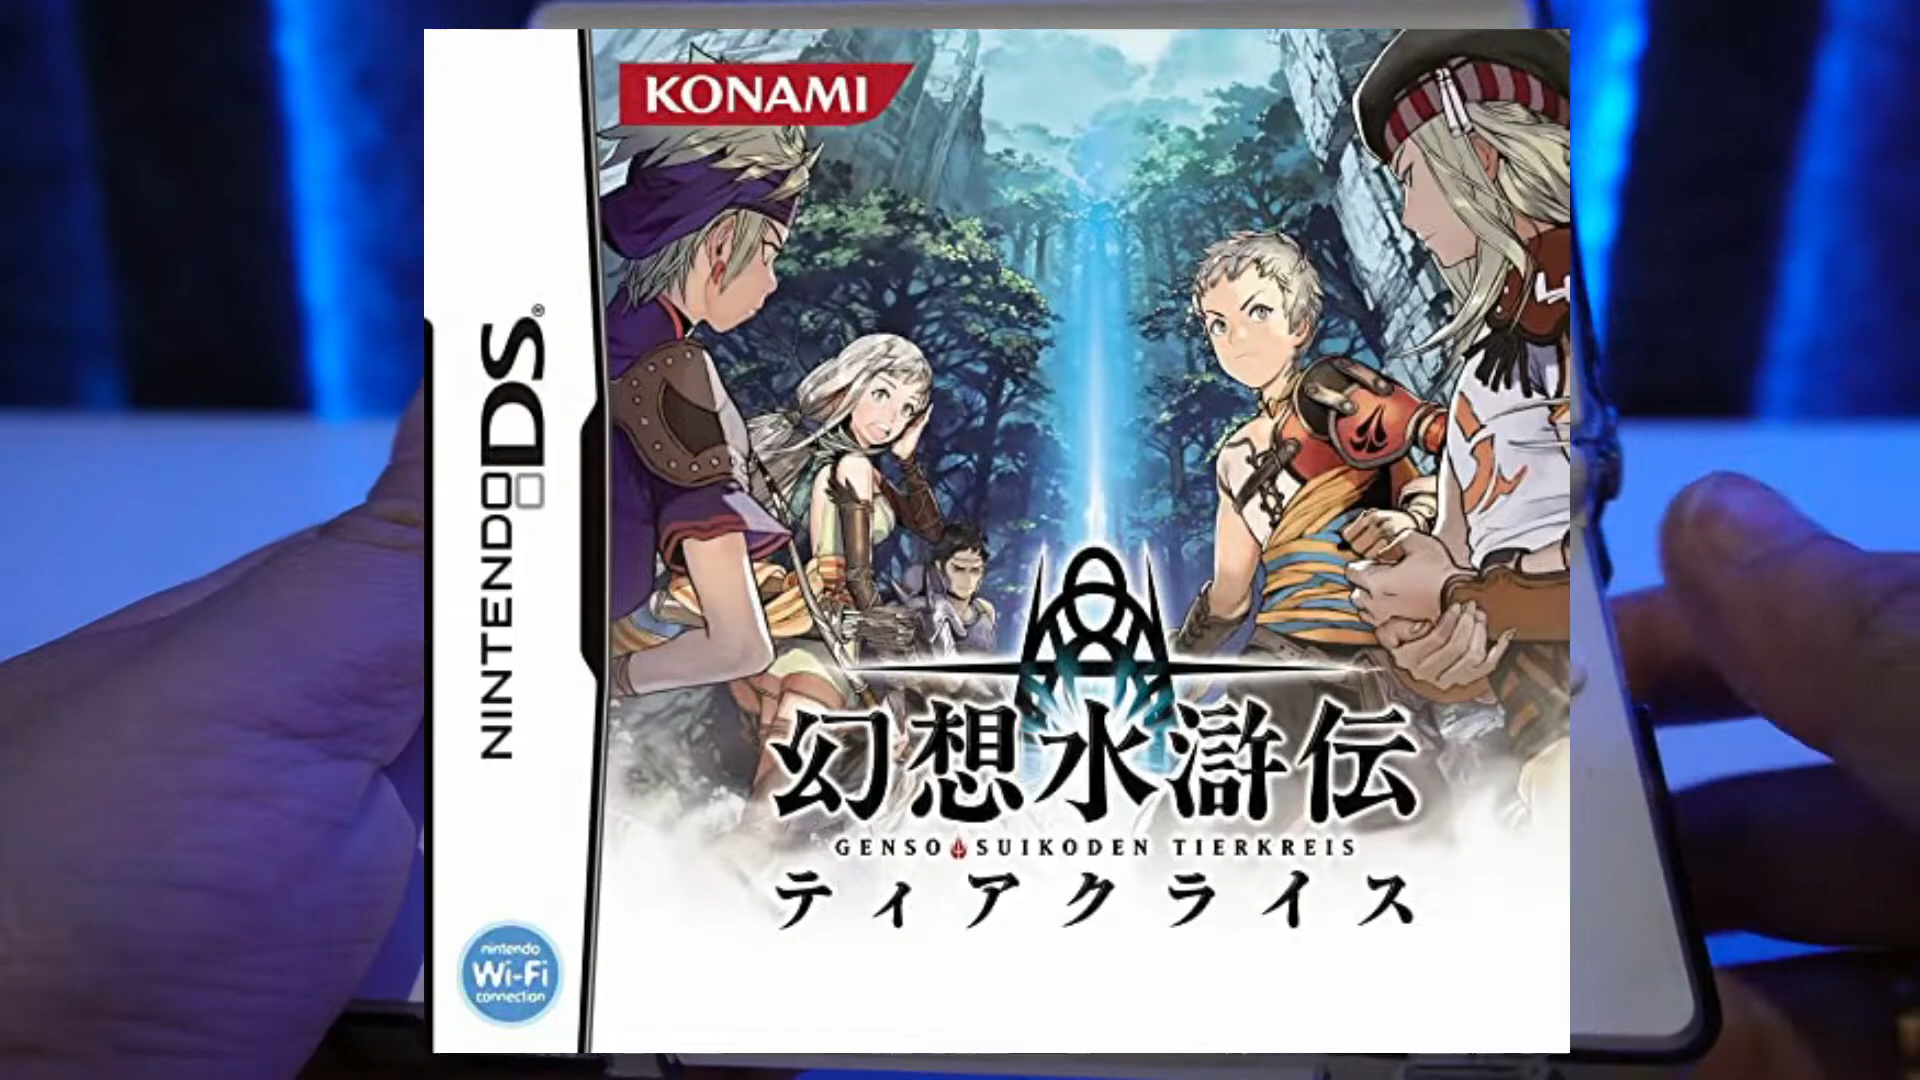 KONAMI
NINTENDO DS®
幻想水滸伝
GENSO SUIKODEN TIERKREIS
ティアクライス
nintendo
Wi-Fi
connection